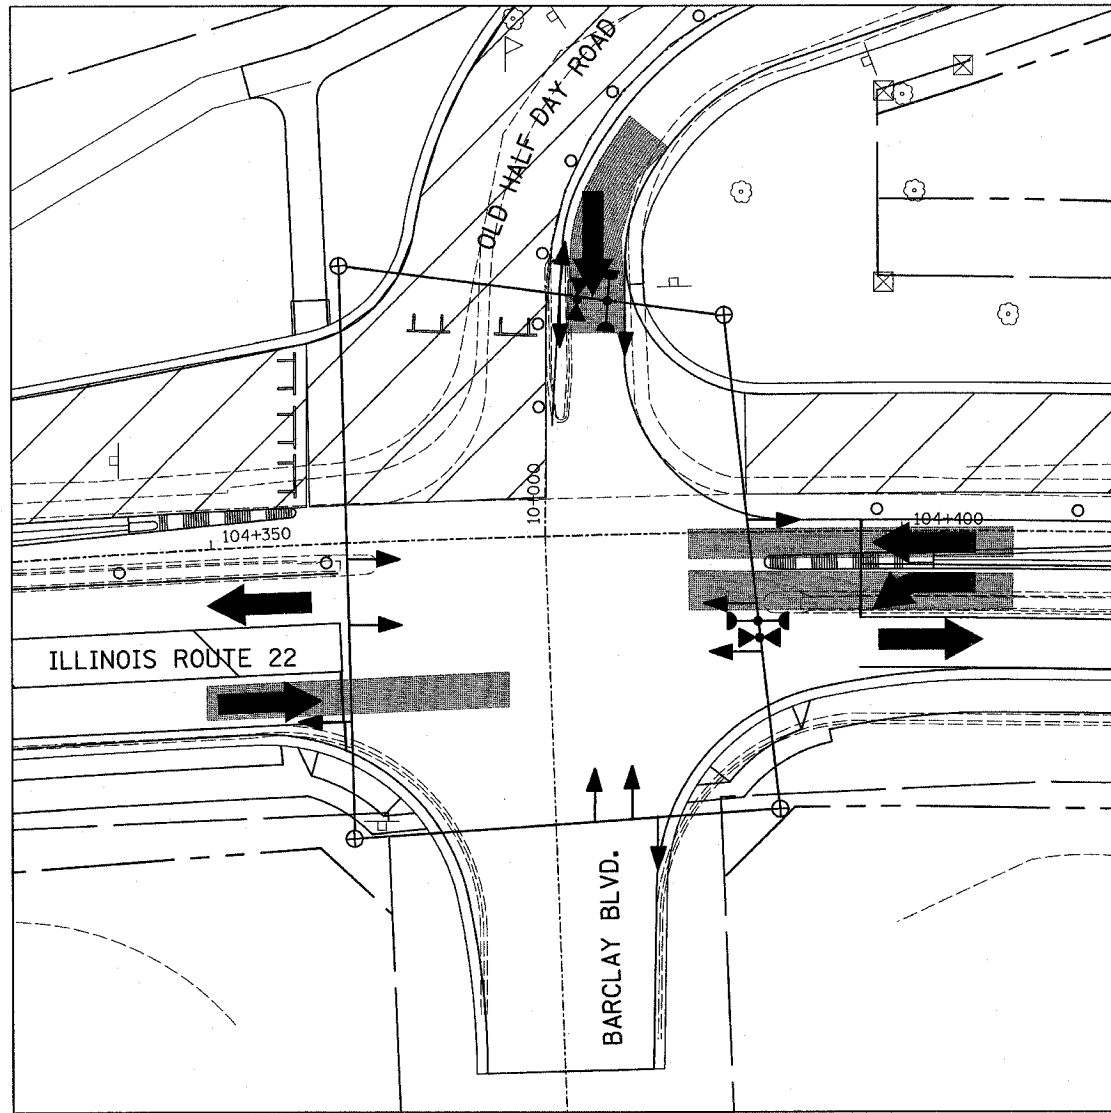 OLD HALF DAY ROAD
10+000
104+350
104+400
ILLINOIS ROUTE 22
BARCLAY BLVD.